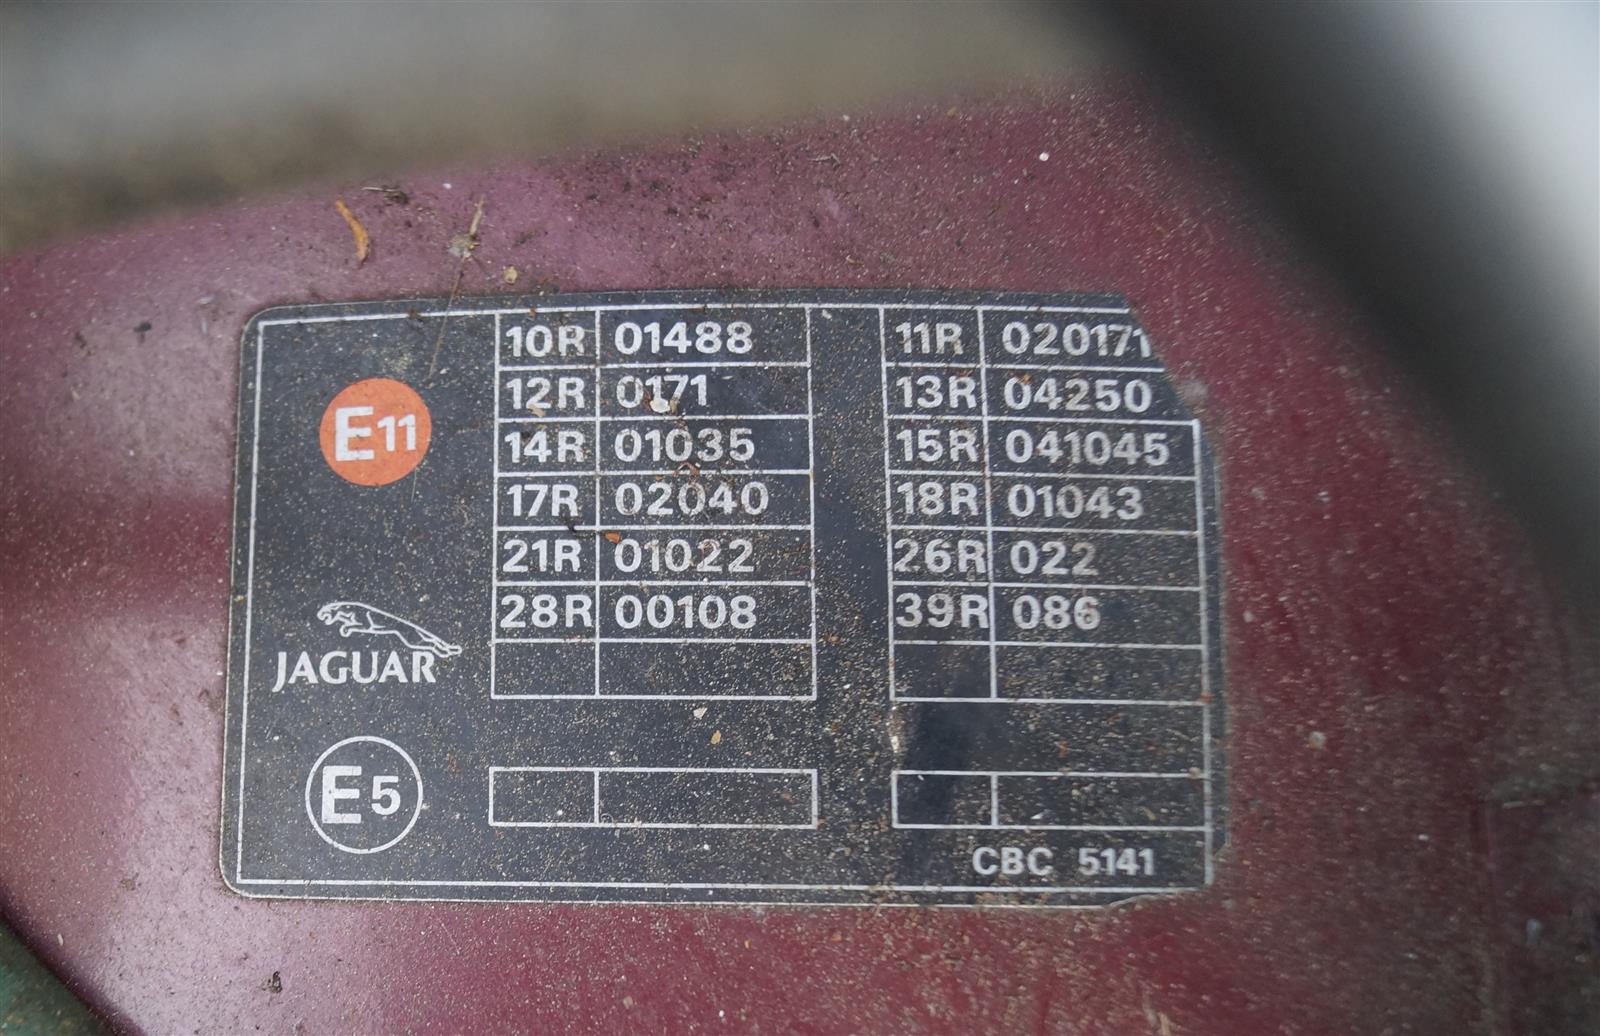 10R 01488 11R 020171
12R 0171 13R 04250
E11 14R 01035 15R 041045
17R 02040 18R 01043
21R 01022 26R 022
28R 00108 39R 086
JAGUAR
E5
CBC 5141